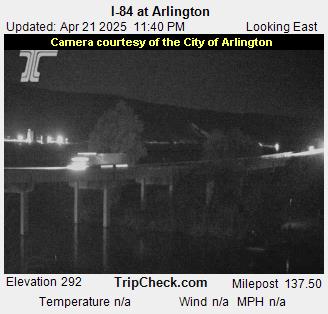 I-84 at Arlington
Updated: Apr 21 2025 11:40 PM Looking East
Camera courtesy of the City of Arlington
Elevation 292 TripCheck.com Milepost 137.50
Temperature n/a Wind n/a MPH n/a